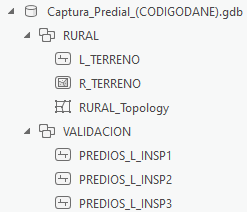 Captura_Predial_(CODIGODANE).gdb
RURAL
L_TERRENO
R_TERRENO
RURAL_Topology
VALIDACION
PREDIOS_L_INSP1
PREDIOS_L_INSP2
PREDIOS_L_INSP3